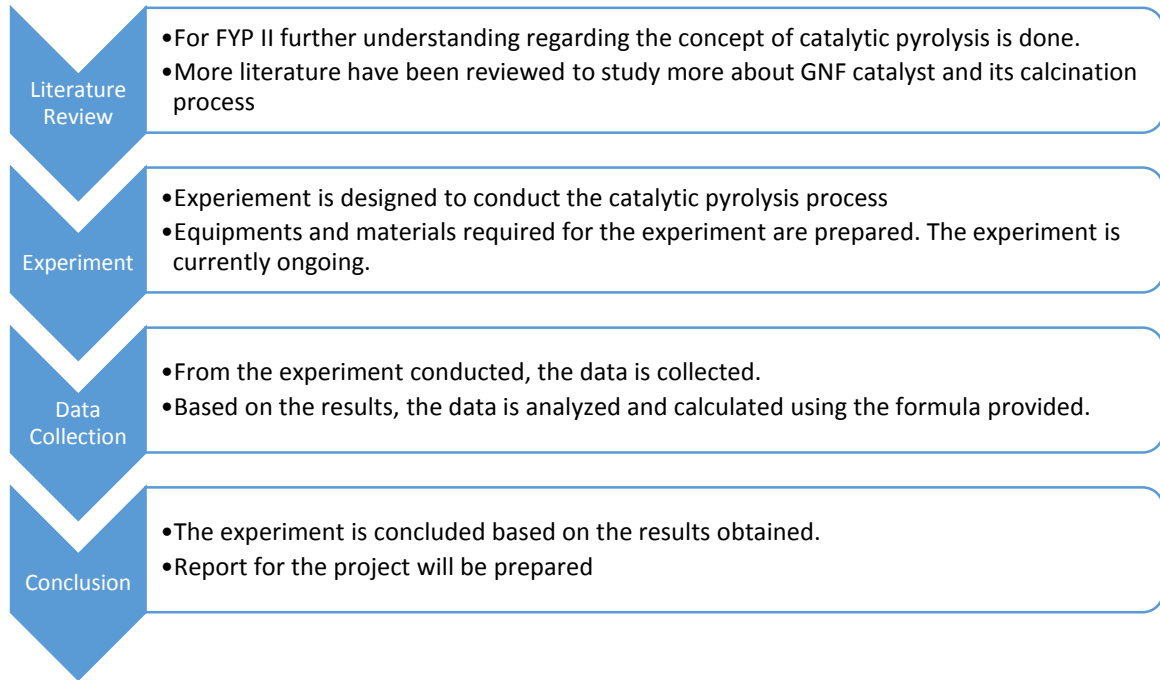 Literature
Review
•For FYP II further understanding regarding the concept of catalytic pyrolysis is done.
•More literature have been reviewed to study more about GNF catalyst and its calcination
process
Experiment
•Experiement is designed to conduct the catalytic pyrolysis process
•Equipments and materials required for the experiment are prepared. The experiment is
currently ongoing.
Data
Collection
•From the experiment conducted, the data is collected.
•Based on the results, the data is analyzed and calculated using the formula provided.
Conclusion
•The experiment is concluded based on the results obtained.
•Report for the project will be prepared